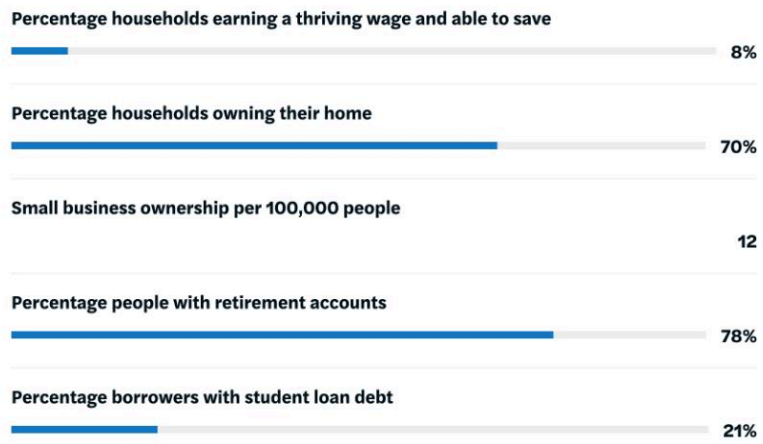 Percentage households earning a thriving wage and able to save
8%
Percentage households owning their home
70%
Small business ownership per 100,000 people
12
Percentage people with retirement accounts
78%
Percentage borrowers with student loan debt
21%